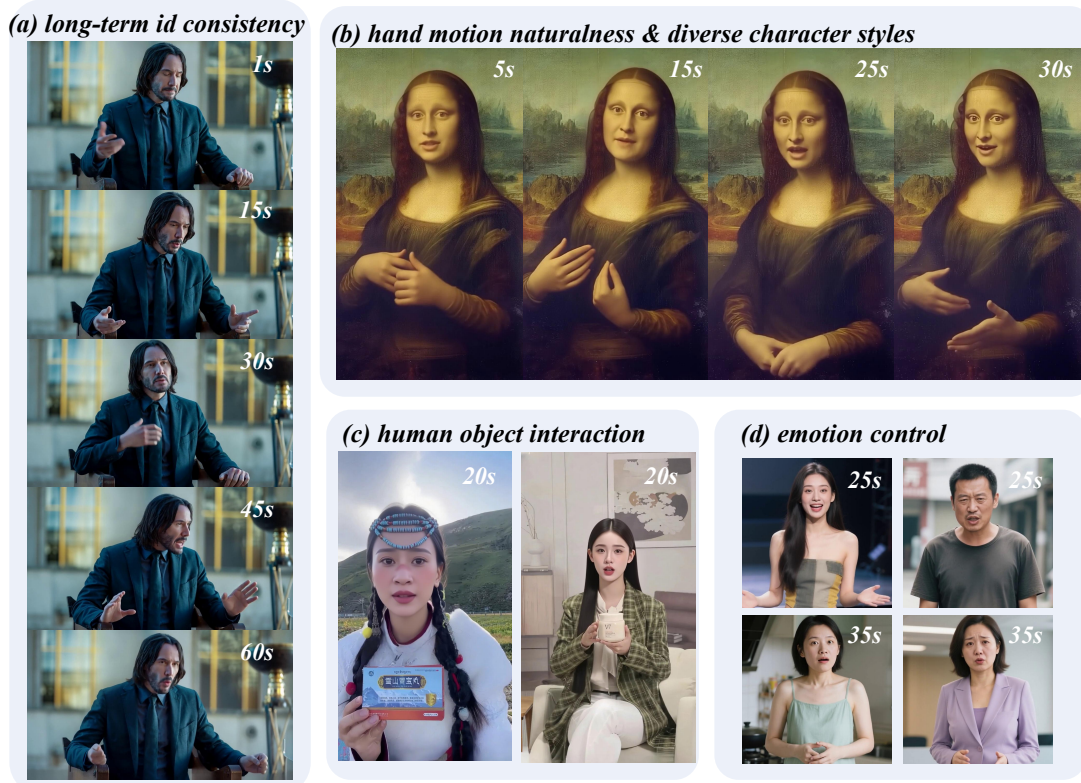 (a) long-term id consistency
1s
15s
30s
45s
60s
(b) hand motion naturalness & diverse character styles
5s
15s
25s
30s
(c) human object interaction
20s
20s
(d) emotion control
25s
25s
35s
35s